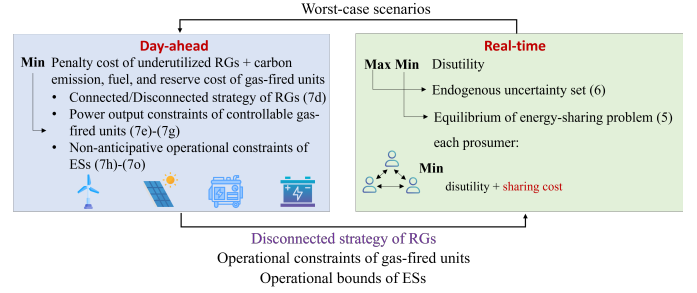 Worst-case scenarios
Day-ahead
Min Penalty cost of underutilized RGs + carbon
emission, fuel, and reserve cost of gas-fired units
• Connected/Disconnected strategy of RGs (7d)
• Power output constraints of controllable gas-
fired units (7e)-(7g)
• Non-anticipative operational constraints of
ESs (7h)-(7o)
Real-time
Max Min Disutility
Endogenous uncertainty set (6)
Equilibrium of energy-sharing problem (5)
each prosumer:
Min
disutility + sharing cost
Disconnected strategy of RGs
Operational constraints of gas-fired units
Operational bounds of ESs